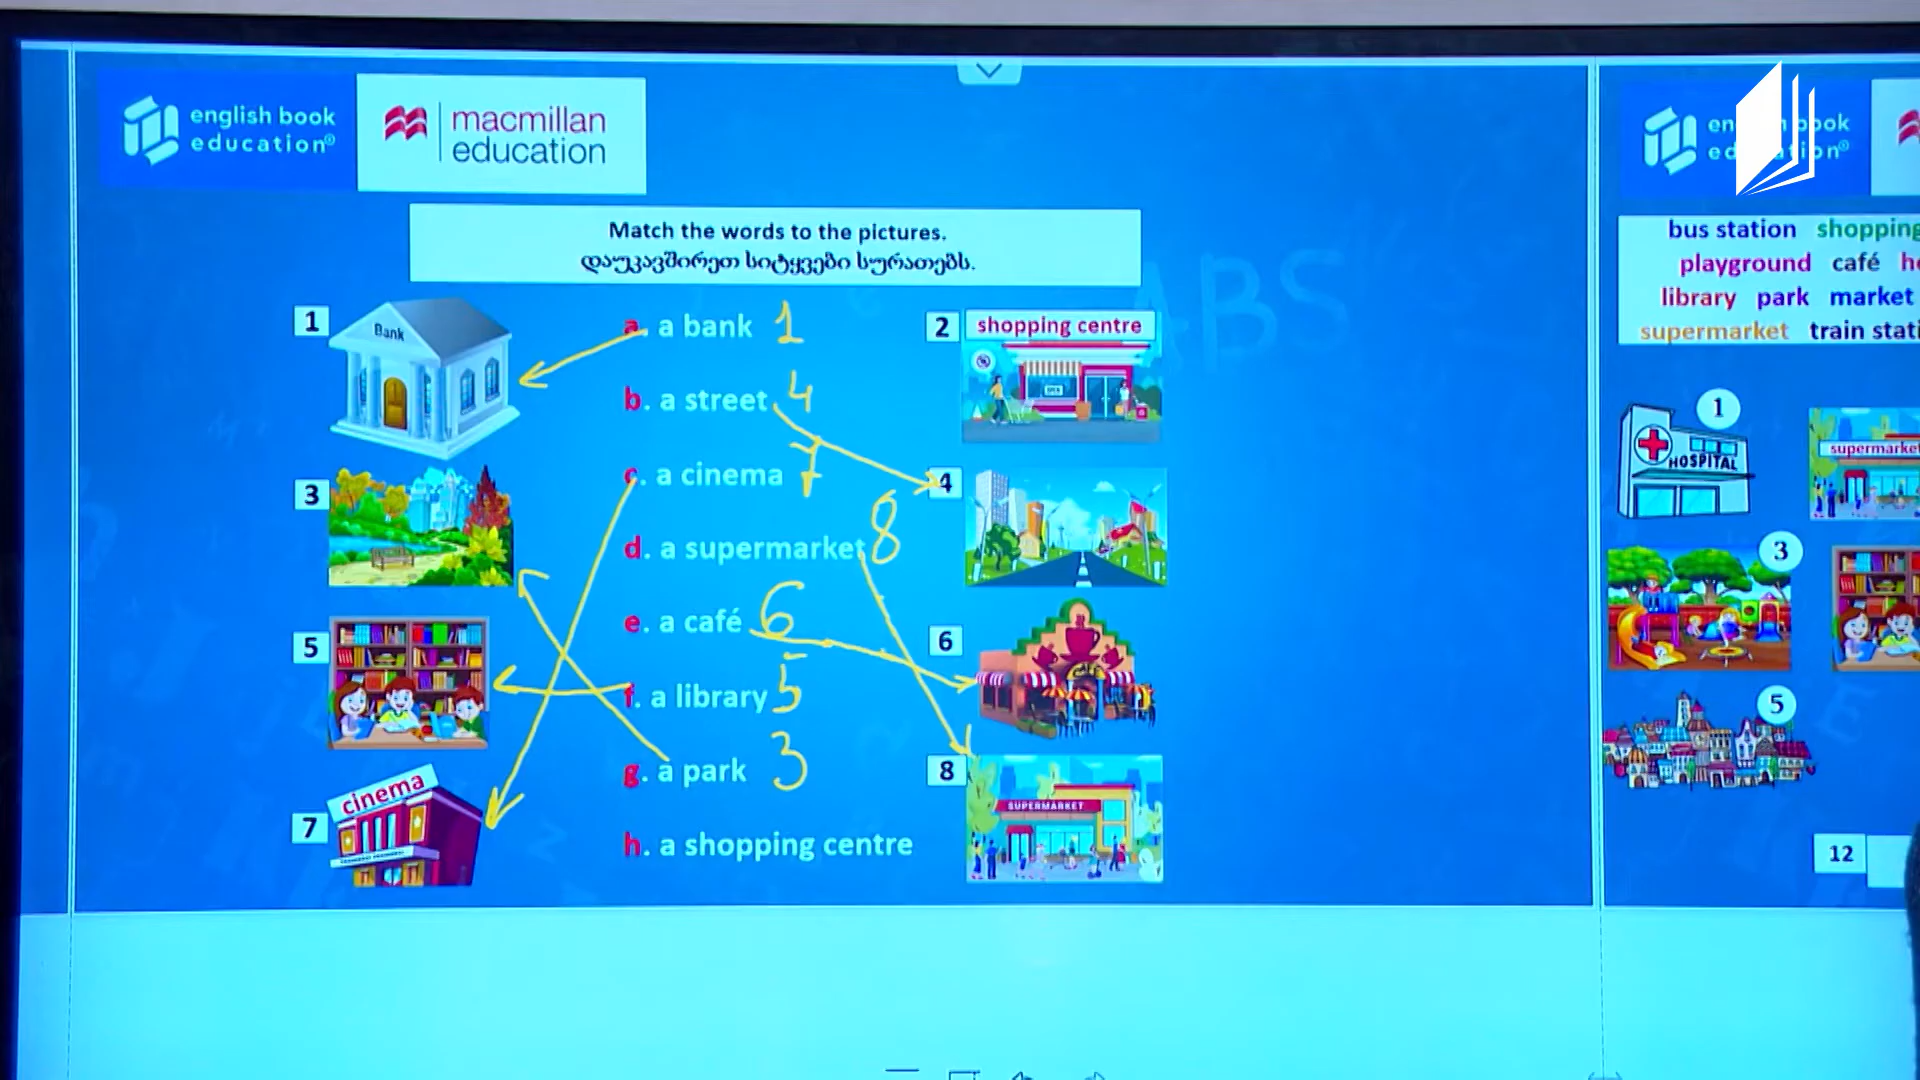 english book
education®
macmillan
education
Match the words to the pictures.
დაუკავშირეთ სიტყვები სურათებს.
1
Bank
a. a bank 1
2
shopping centre
b. a street 4
3
c. a cinema 7
4
d. a supermarket 8
5
e. a café 6
6
f. a library 5
7
cinema
g. a park 3
8
SUPERMARKET
h. a shopping centre
bus station shopping
playground café
library park market
supermarket train
1
HOSPITAL
supermarket
3
5
12